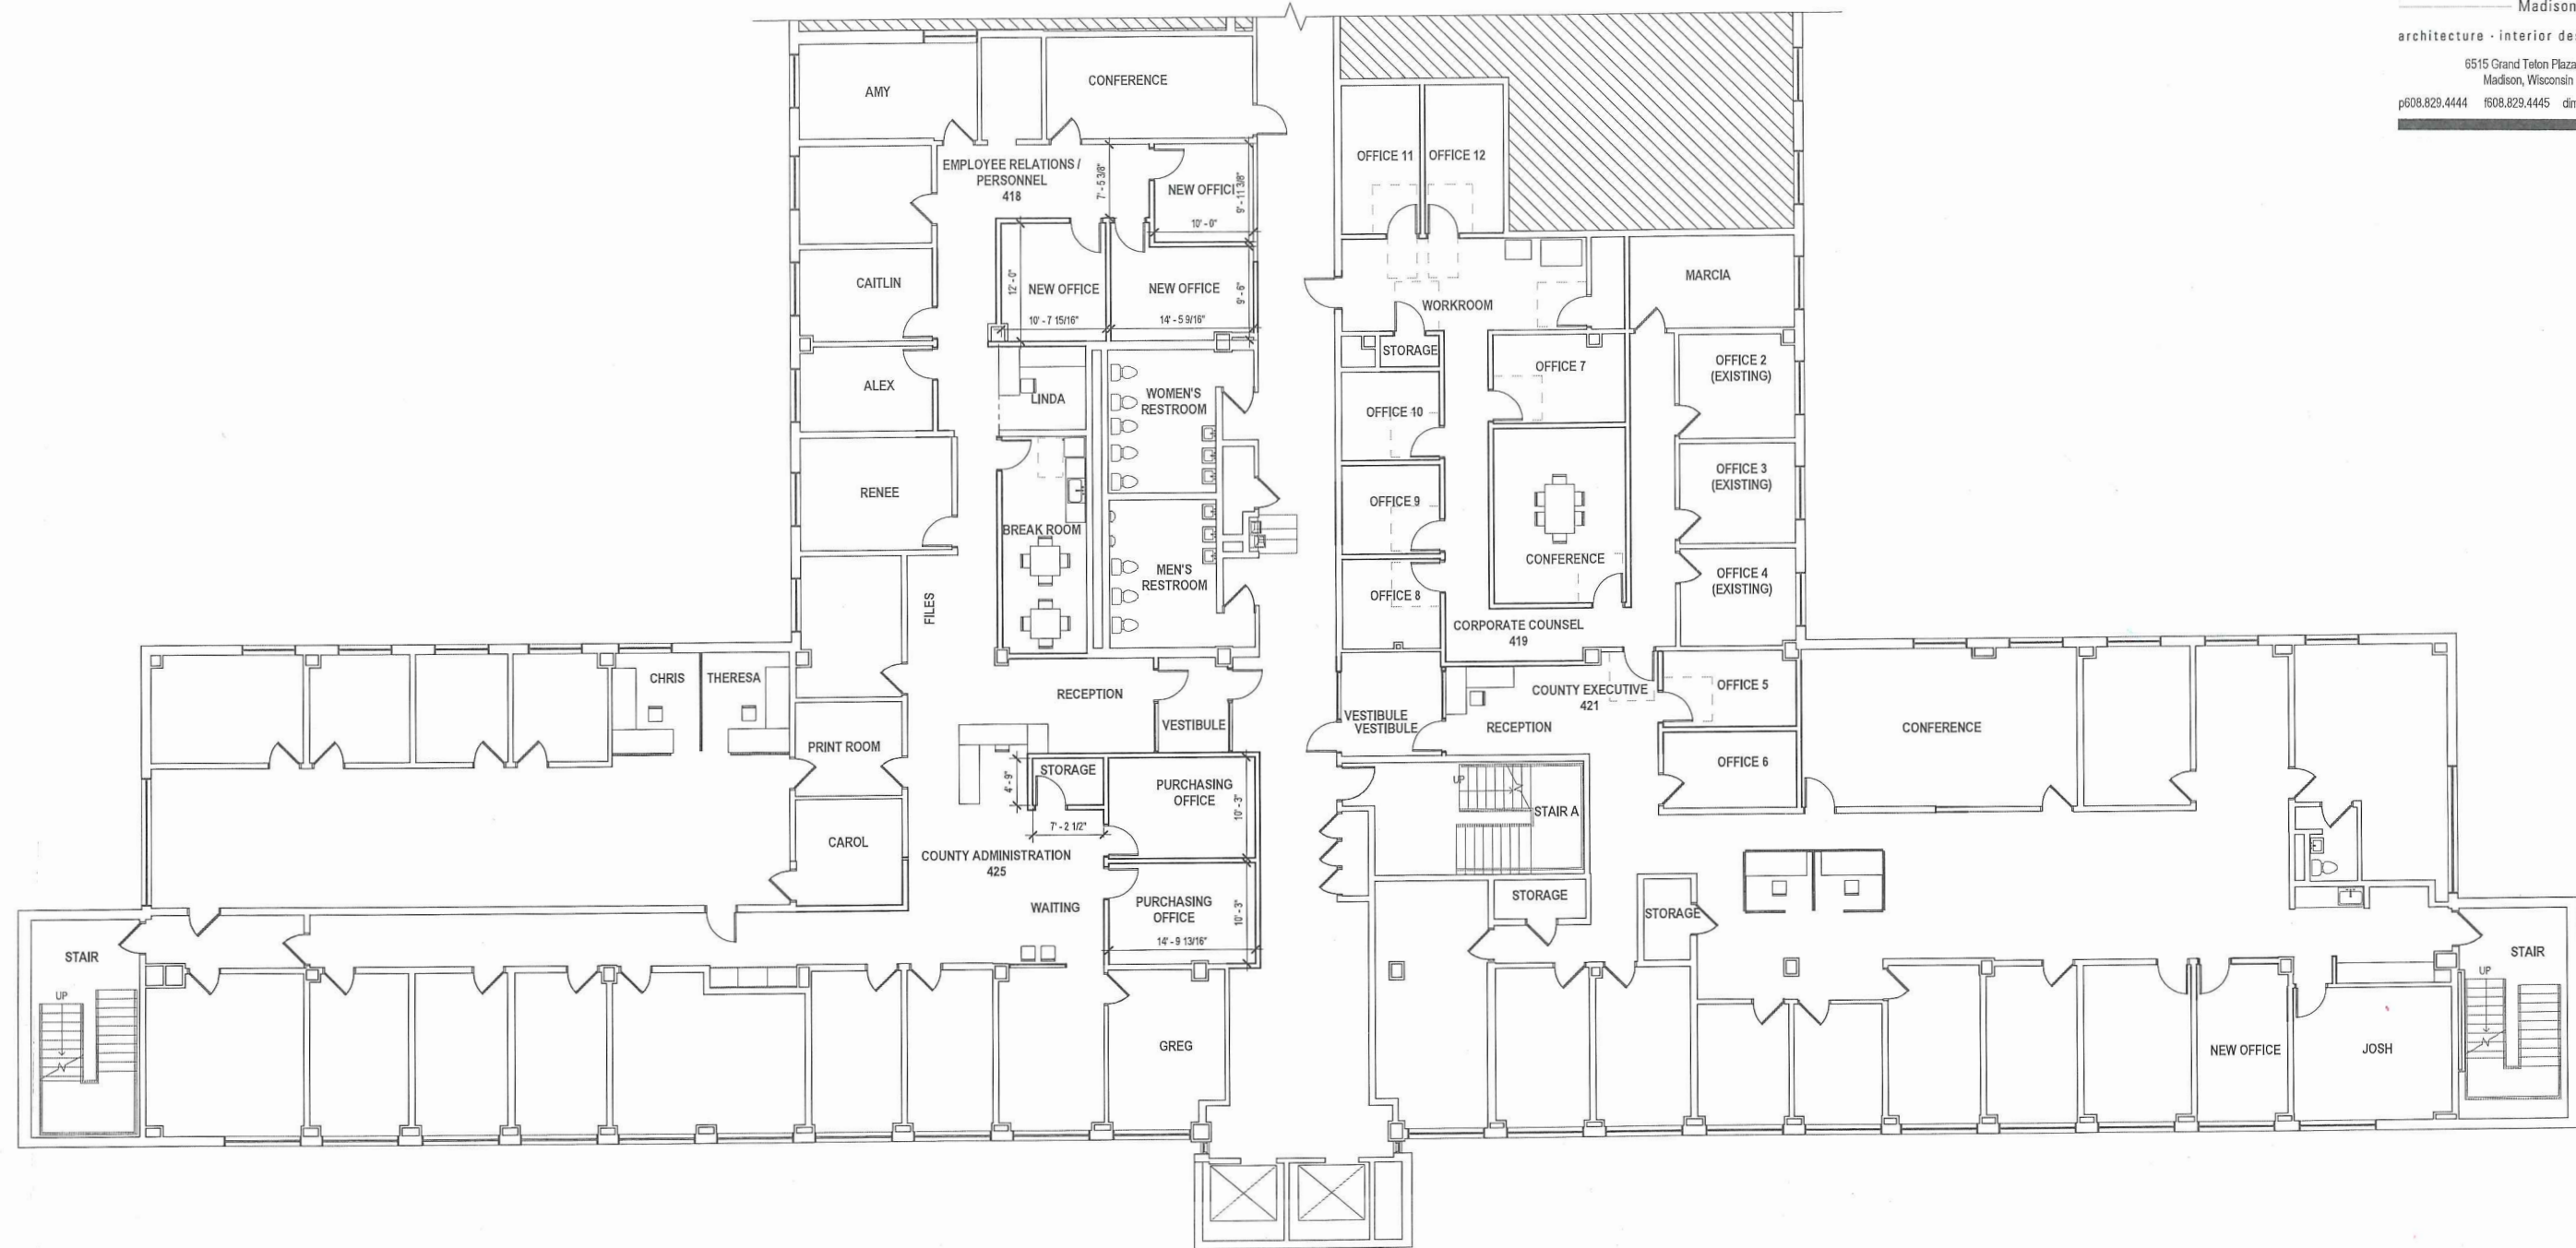 Madison
architecture · interior de
6515 Grand Teton Plaza
Madison, Wisconsin
p608.829.4444 f608.829.4445 dim
AMY
CONFERENCE
EMPLOYEE RELATIONS /
PERSONNEL
418
7' - 5 3/8"
NEW OFFICE
9' - 11 3/8"
10' - 0"
OFFICE 11
OFFICE 12
CAITLIN
12' - 0"
NEW OFFICE
10' - 7 15/16"
NEW OFFICE
9' - 6"
14' - 5 9/16"
WORKROOM
MARCIA
STORAGE
OFFICE 7
OFFICE 2
(EXISTING)
ALEX
LINDA
WOMEN'S
RESTROOM
OFFICE 10
RENEE
OFFICE 9
OFFICE 3
(EXISTING)
BREAK ROOM
MEN'S
RESTROOM
CONFERENCE
OFFICE 8
OFFICE 4
(EXISTING)
FILES
CORPORATE COUNSEL
419
CHRIS
THERESA
RECEPTION
VESTIBULE
VESTIBULE
VESTIBULE
COUNTY EXECUTIVE
421
RECEPTION
OFFICE 5
CONFERENCE
PRINT ROOM
STORAGE
4' - 9"
7' - 2 1/2"
PURCHASING
OFFICE
10' - 3"
UP
STAIR A
OFFICE 6
CAROL
COUNTY ADMINISTRATION
425
WAITING
PURCHASING
OFFICE
10' - 3"
14' - 9 13/16"
STORAGE
STORAGE
STAIR
UP
GREG
NEW OFFICE
JOSH
STAIR
UP